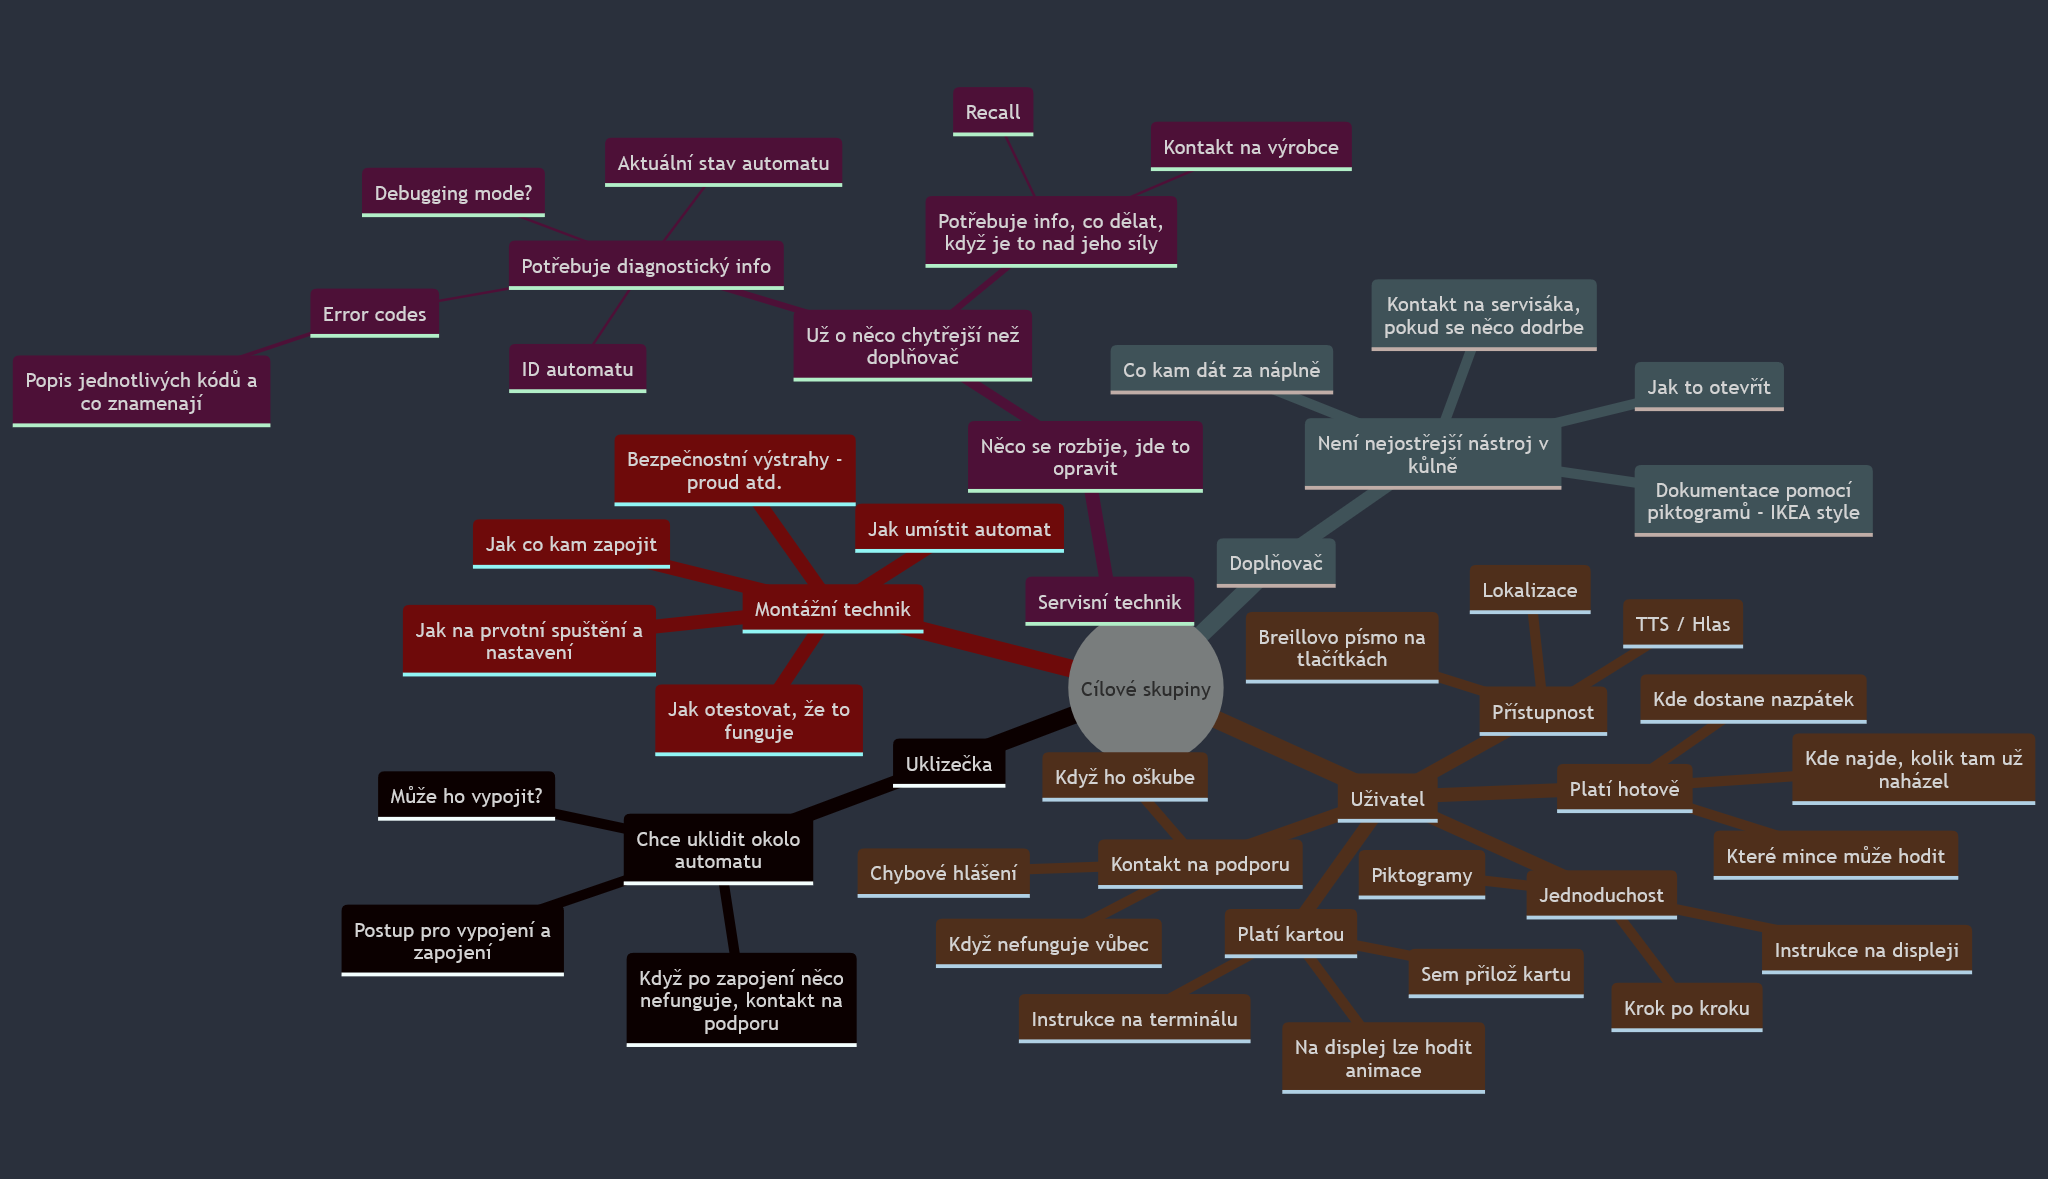 Recall
Kontakt na výrobce
Aktuální stav automatu
Debugging mode?
Potřebuje info, co dělat,
když je to nad jeho síly
Potřebuje diagnostický info
Error codes
Už o něco chytřejší než
doplňovač
ID automatu
Popis jednotlivých kódů a
co znamenají
Něco se rozbije, jde to
opravit
Servisní technik
Kontakt na servisáka,
pokud se něco dodrbe
Co kam dát za náplně
Jak to otevřít
Není nejostřejší nástroj v
kůlně
Dokumentace pomocí
piktogramů - IKEA style
Doplňovač
Bezpečnostní výstrahy -
proud atd.
Jak umístit automat
Jak co kam zapojit
Montážní technik
Jak na prvotní spuštění a
nastavení
Jak otestovat, že to
funguje
Cílové skupiny
Uklizečka
Může ho vypojit?
Chce uklidit okolo
automatu
Postup pro vypojení a
zapojení
Když po zapojení něco
nefunguje, kontakt na
podporu
Lokalizace
TTS / Hlas
Breillovo písmo na
tlačítkách
Přístupnost
Kde dostane nazpátek
Kde najde, kolik tam už
naházel
Platí hotově
Které mince může hodit
Uživatel
Když ho oškube
Kontakt na podporu
Chybové hlášení
Když nefunguje vůbec
Piktogramy
Jednoduchost
Instrukce na displeji
Krok po kroku
Platí kartou
Sem přilož kartu
Instrukce na terminálu
Na displej lze hodit
animace